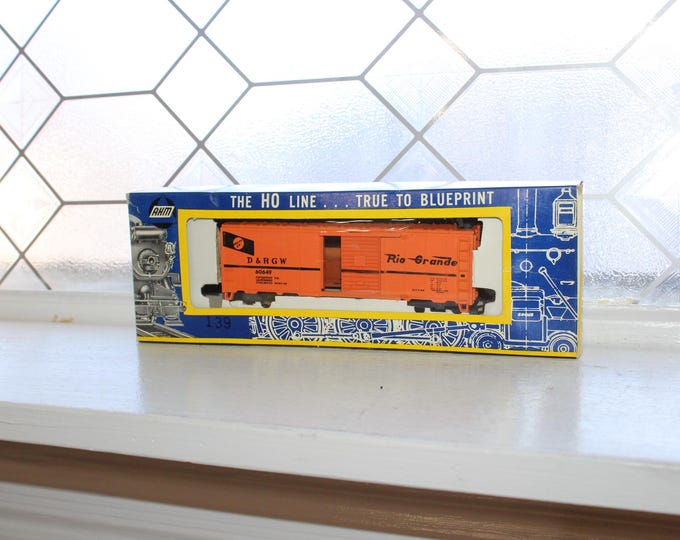 THE HO LINE ... TRUE TO BLUEPRINT
AHM
D&RGW
60649
Rio Grande
139